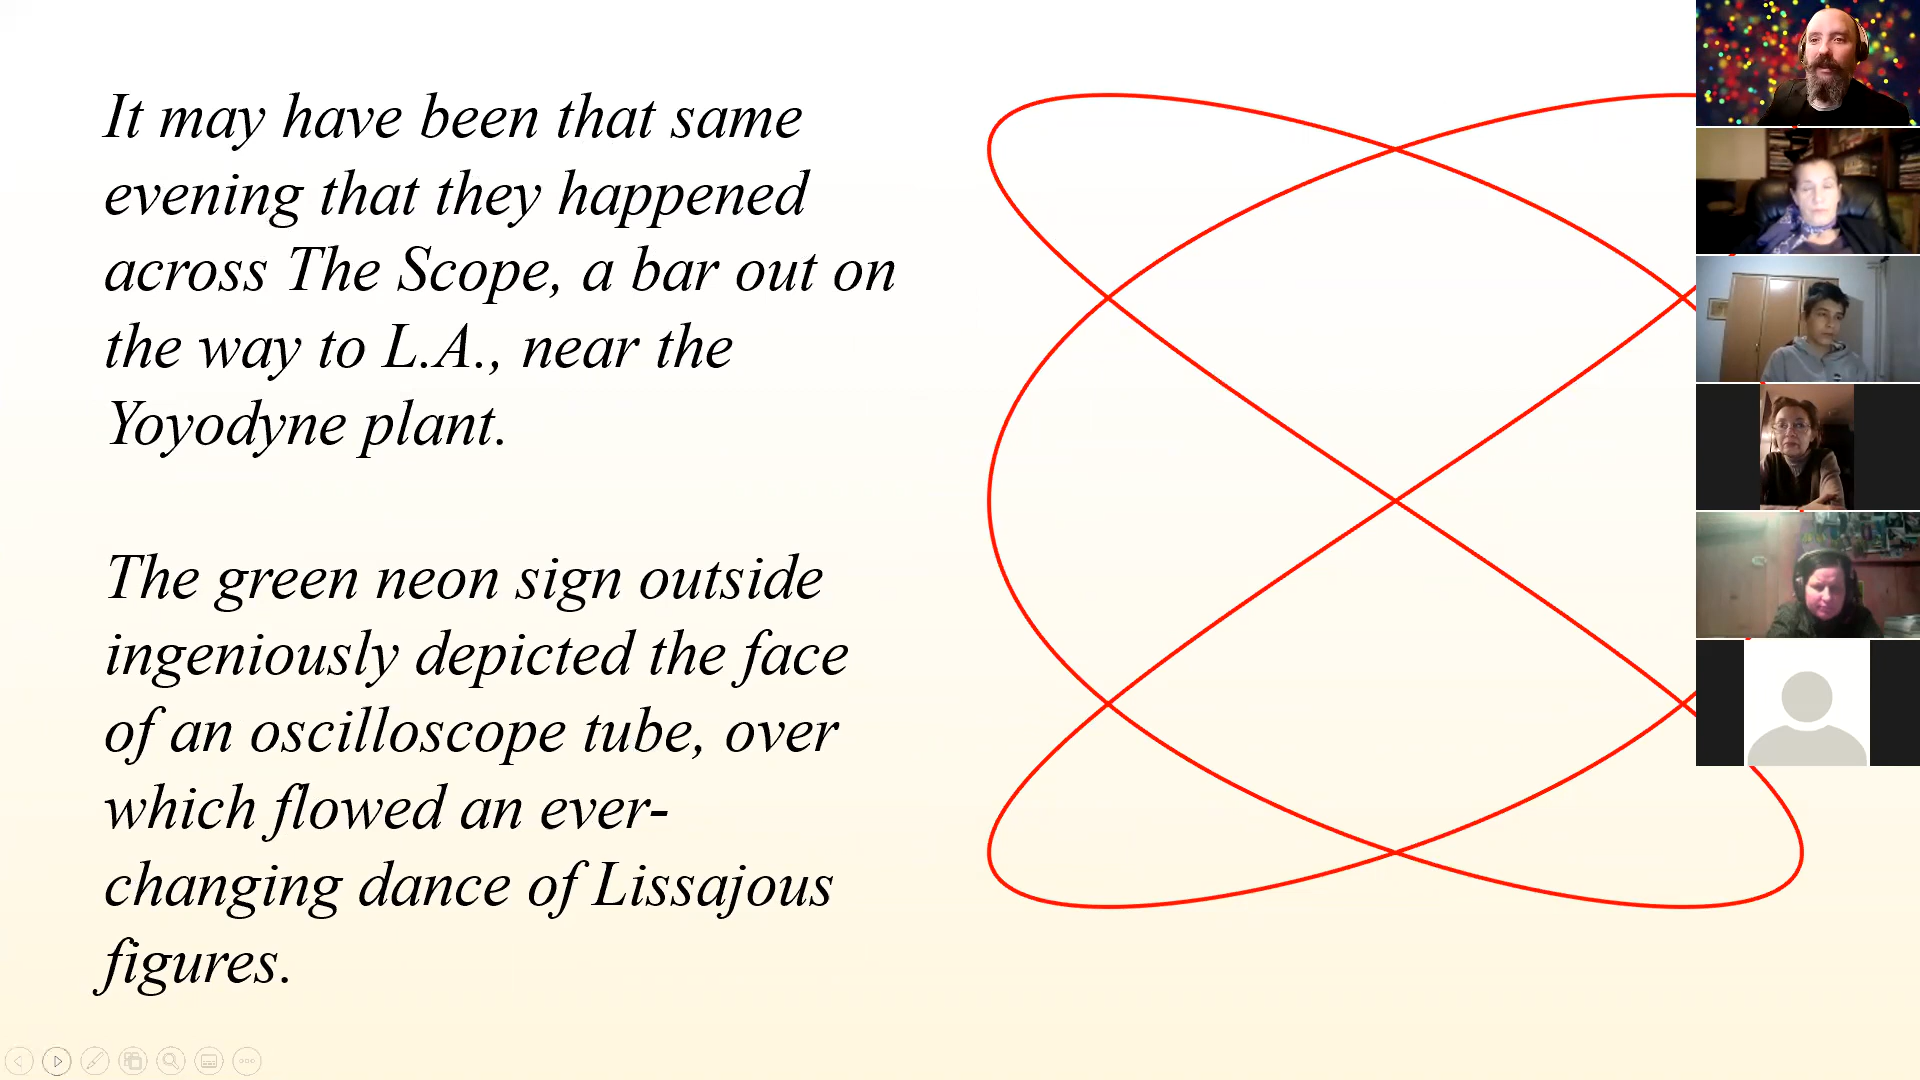 It may have been that same
evening that they happened
across The Scope, a bar out on
the way to L.A., near the
Yoyodyne plant.
The green neon sign outside
ingeniously depicted the face
of an oscilloscope tube, over
which flowed an ever-
changing dance of Lissajous
figures.